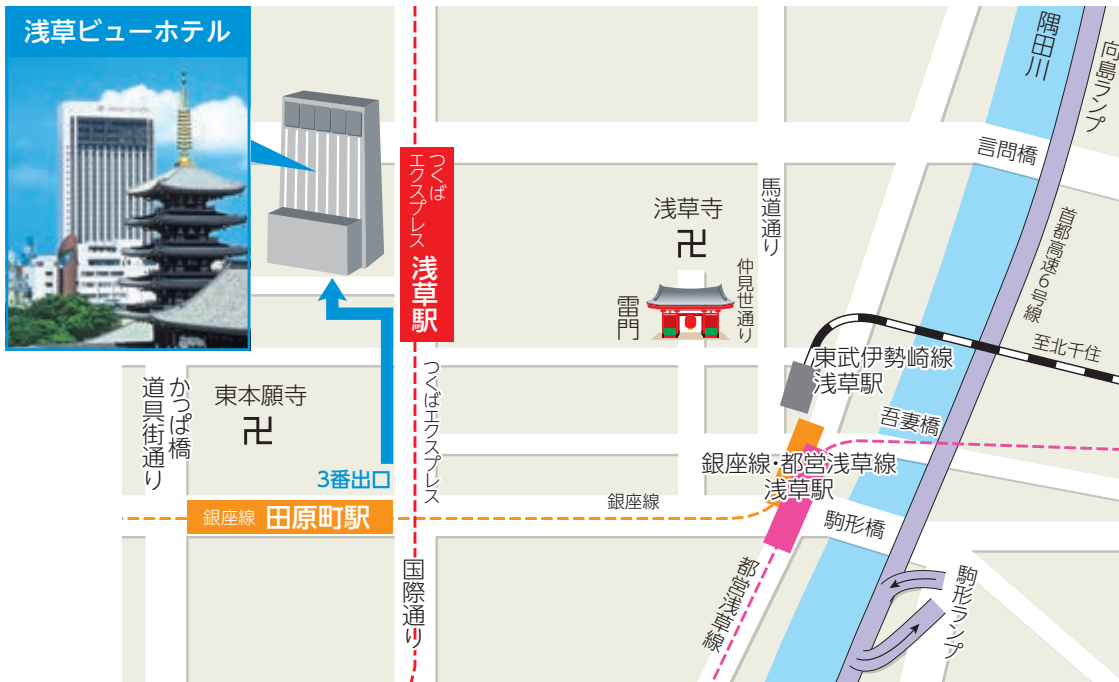 浅草ビューホテル
隅田川
向島ランプ
言問橋
つくば
エクスプレス
浅草駅
浅草寺
卍
馬道通り
仲見世通り
雷門
首都高速6号線
至北千住
東武伊勢崎線
浅草駅
吾妻橋
かっぱ橋
道具街通り
東本願寺
卍
つくばエクスプレス
銀座線・都営浅草線
浅草駅
3番出口
銀座線 田原町駅
銀座線
駒形橋
国際通り
都営浅草線
駒形ランプ